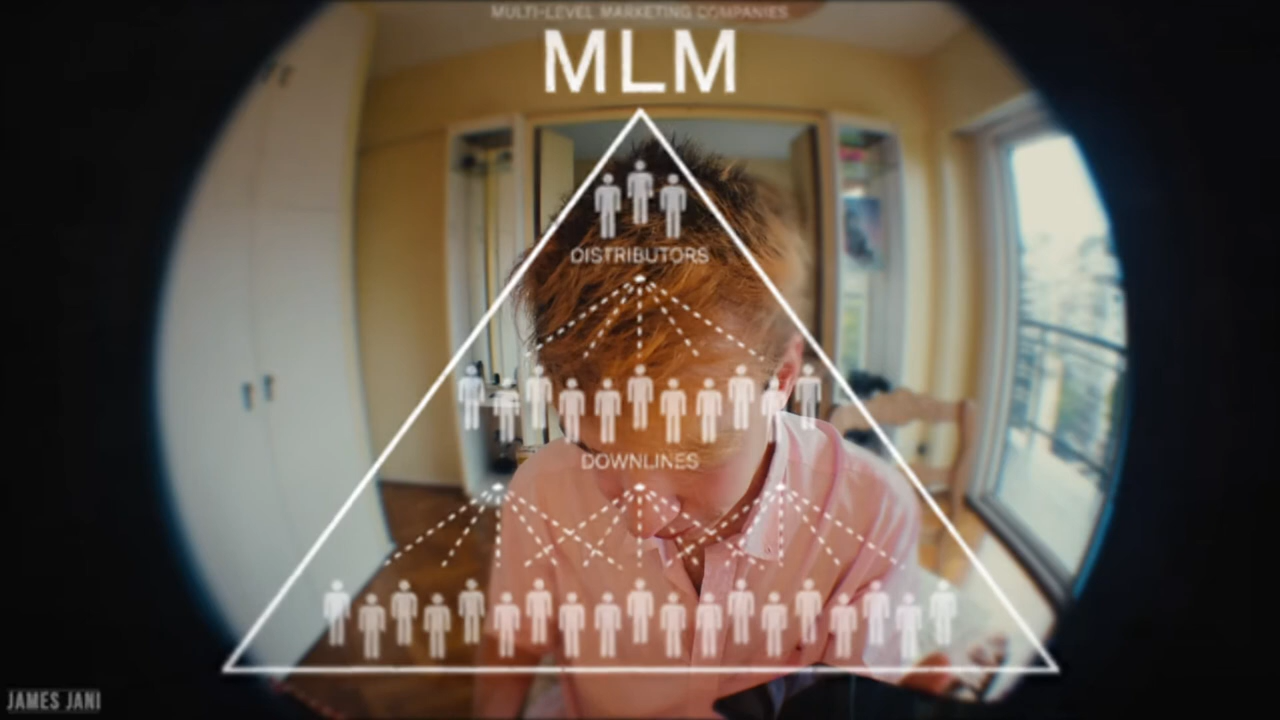 MULTI-LEVEL MARKETING COMPANIES
MLM
DISTRIBUTORS
DOWNLINES
JAMES JANI